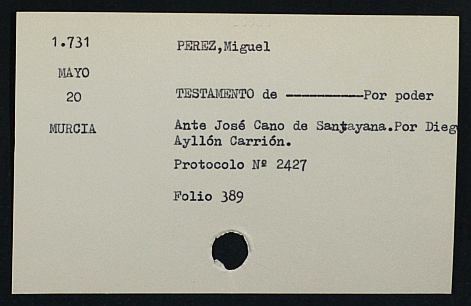 1.731
PEREZ,Miguel
MAYO
20
TESTAMENTO de ----------Por poder
MURCIA
Ante José Cano de Santayana.Por Dieg
Ayllón Carrión.
Protocolo Nº 2427
Folio 389